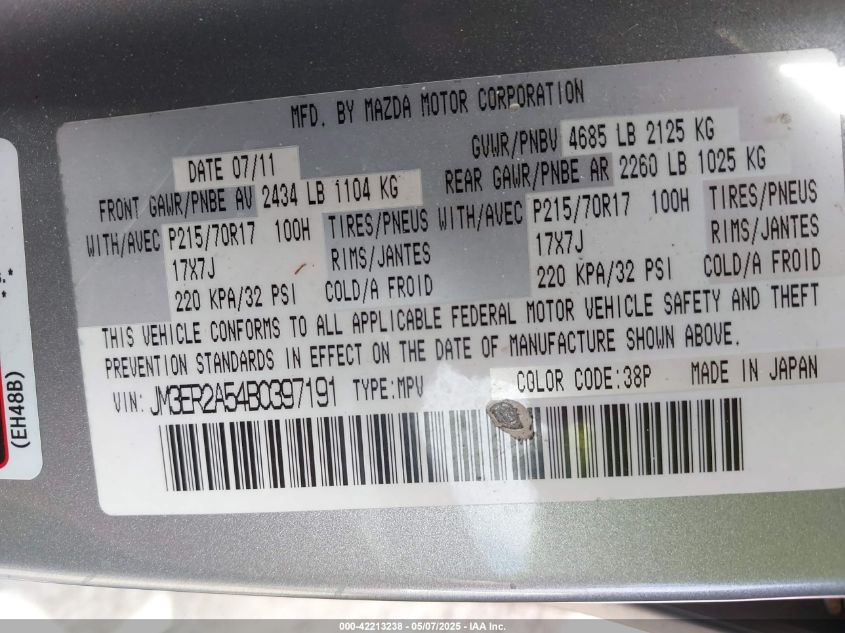 MFD. BY MAZDA MOTOR CORPORATION
DATE 07/11
GVWR/PNBV 4685 LB 2125 KG
FRONT GAWR/PNBE AV 2434 LB 1104 KG
REAR GAWR/PNBE AR 2260 LB 1025 KG
WITH/AVEC P215/70R17 100H TIRES/PNEUS
WITH/AVEC P215/70R17 100H TIRES/PNEUS
17X7J RIMS/JANTES
17X7J RIMS/JANTES
220 KPA/32 PSI COLD/A FROID
220 KPA/32 PSI COLD/A FROID
THIS VEHICLE CONFORMS TO ALL APPLICABLE FEDERAL MOTOR VEHICLE SAFETY AND THEFT
PREVENTION STANDARDS IN EFFECT ON THE DATE OF MANUFACTURE SHOWN ABOVE.
VIN: JM3ER2A54B0397191 TYPE:MPV COLOR CODE:38P MADE IN JAPAN
(EH48B)
000-42213238 - 05/07/2025 - IAA Inc.